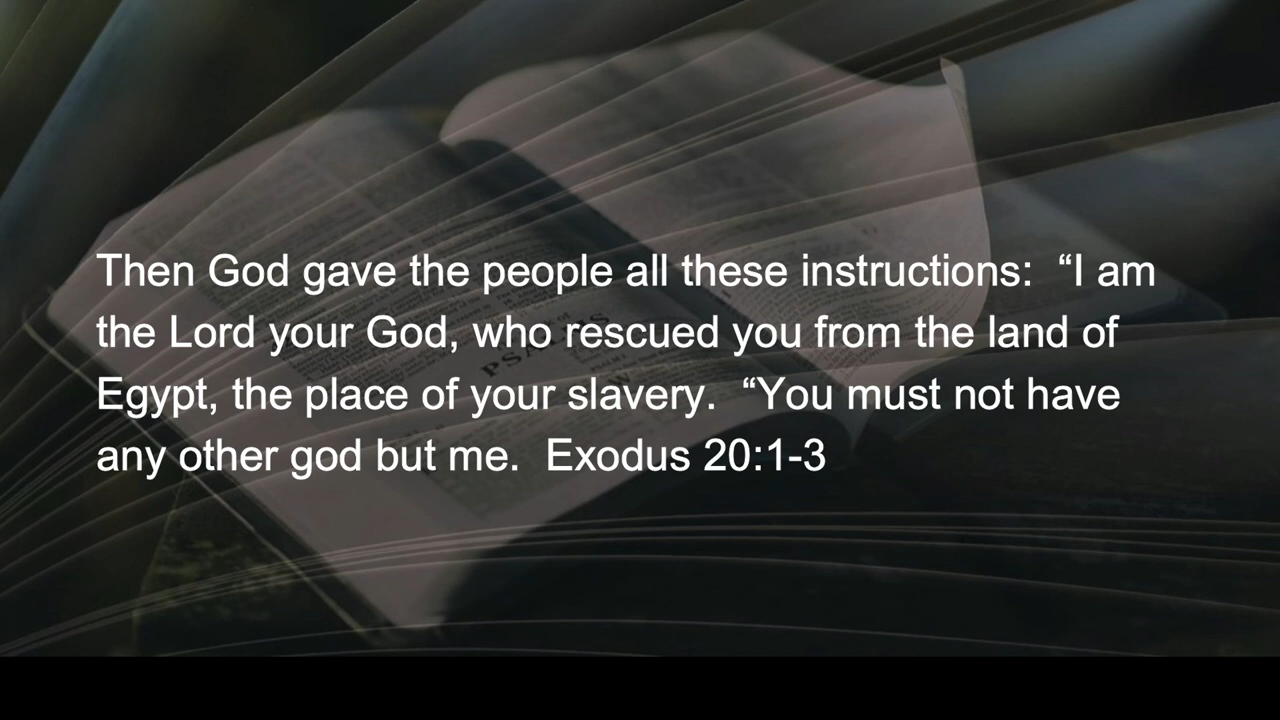 Then God gave the people all these instructions:  “I am
the Lord your God, who rescued you from the land of
Egypt, the place of your slavery.  “You must not have
any other god but me.  Exodus 20:1-3
PSALMS